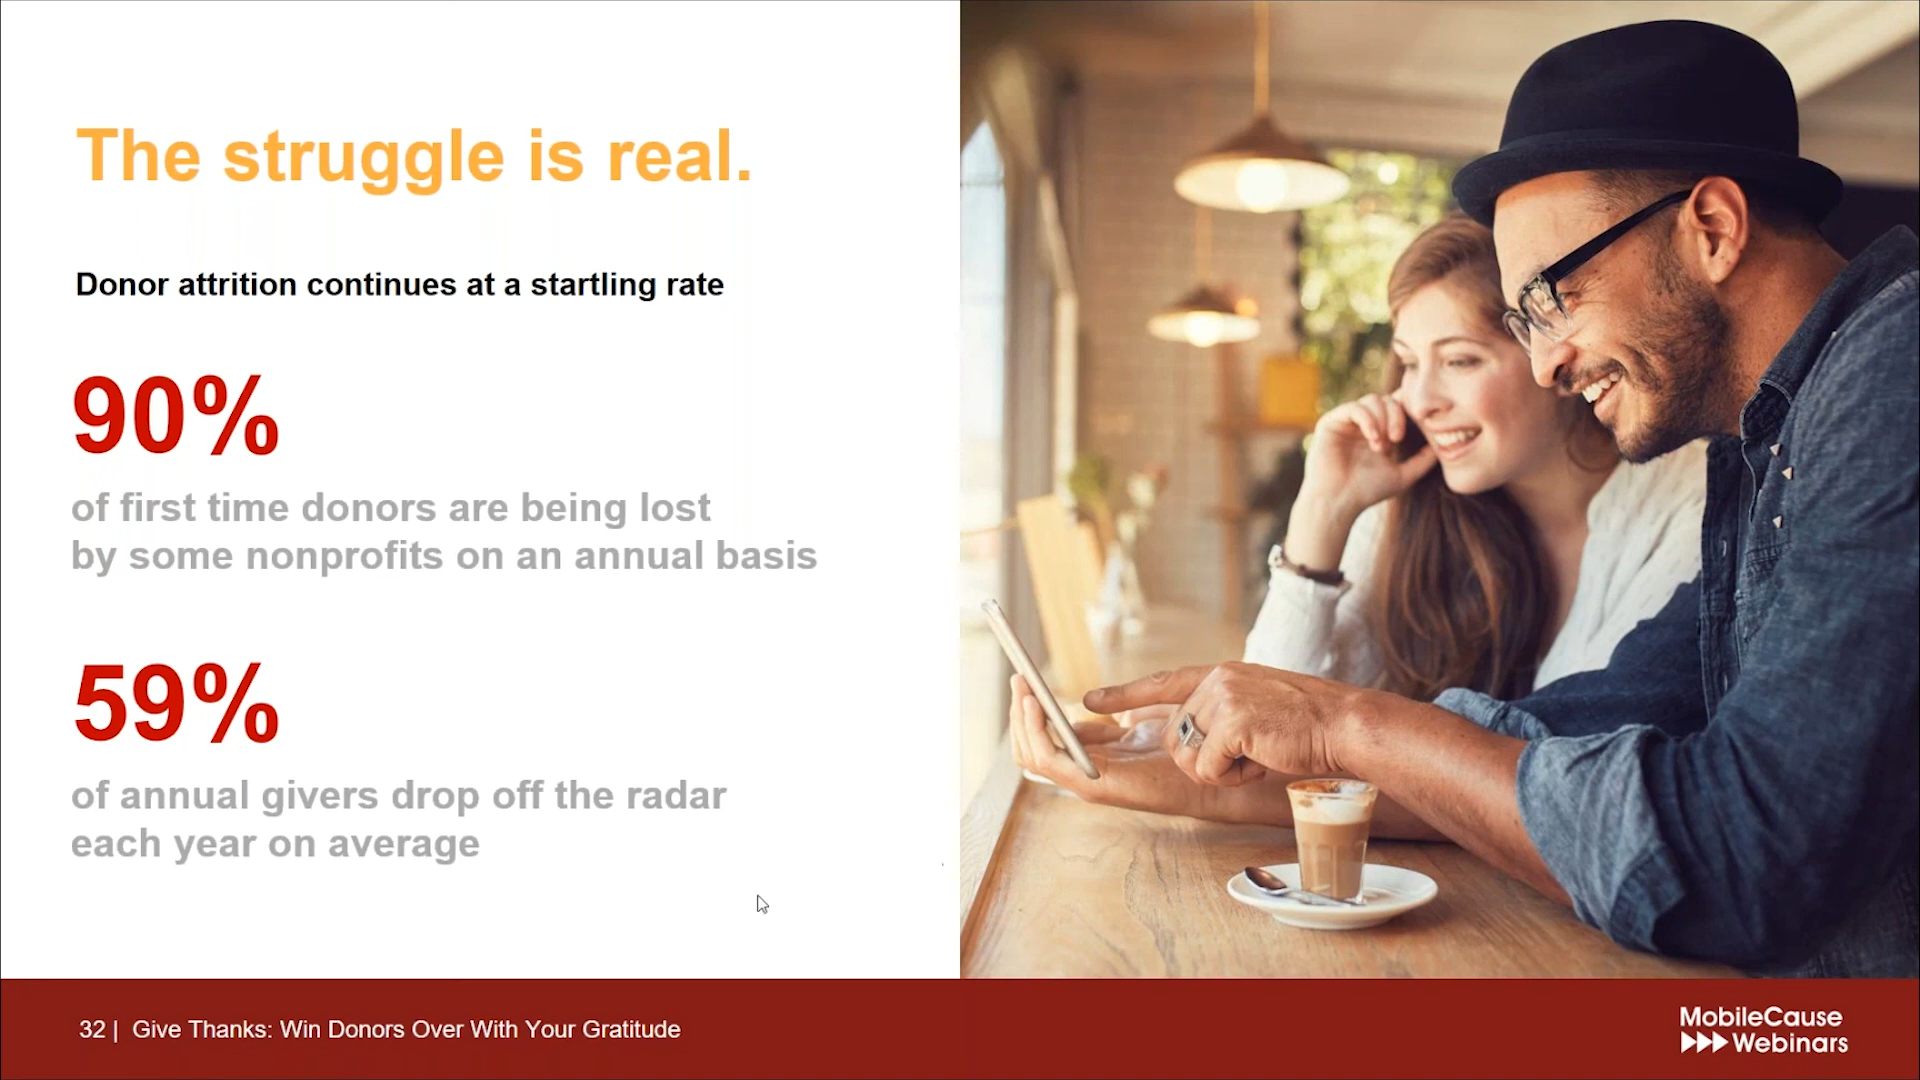 The struggle is real.
Donor attrition continues at a startling rate
90%
of first time donors are being lost
by some nonprofits on an annual basis
59%
of annual givers drop off the radar
each year on average
32 | Give Thanks: Win Donors Over With Your Gratitude
MobileCause
Webinars